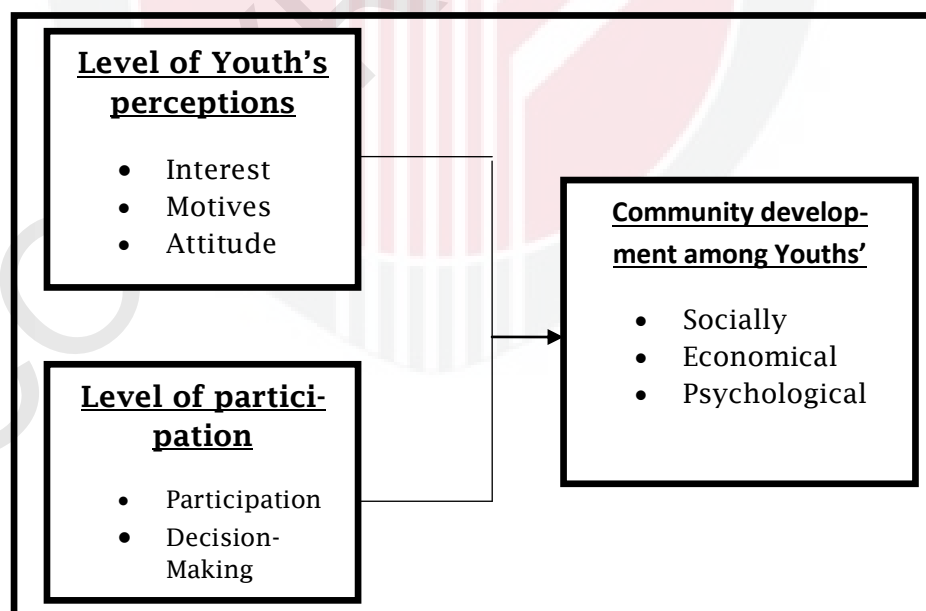 Level of Youth's
perceptions
• Interest
• Motives
• Attitude
Level of partici-
pation
• Participation
• Decision-
Making
Community develop-
ment among Youths'
• Socially
• Economical
• Psychological